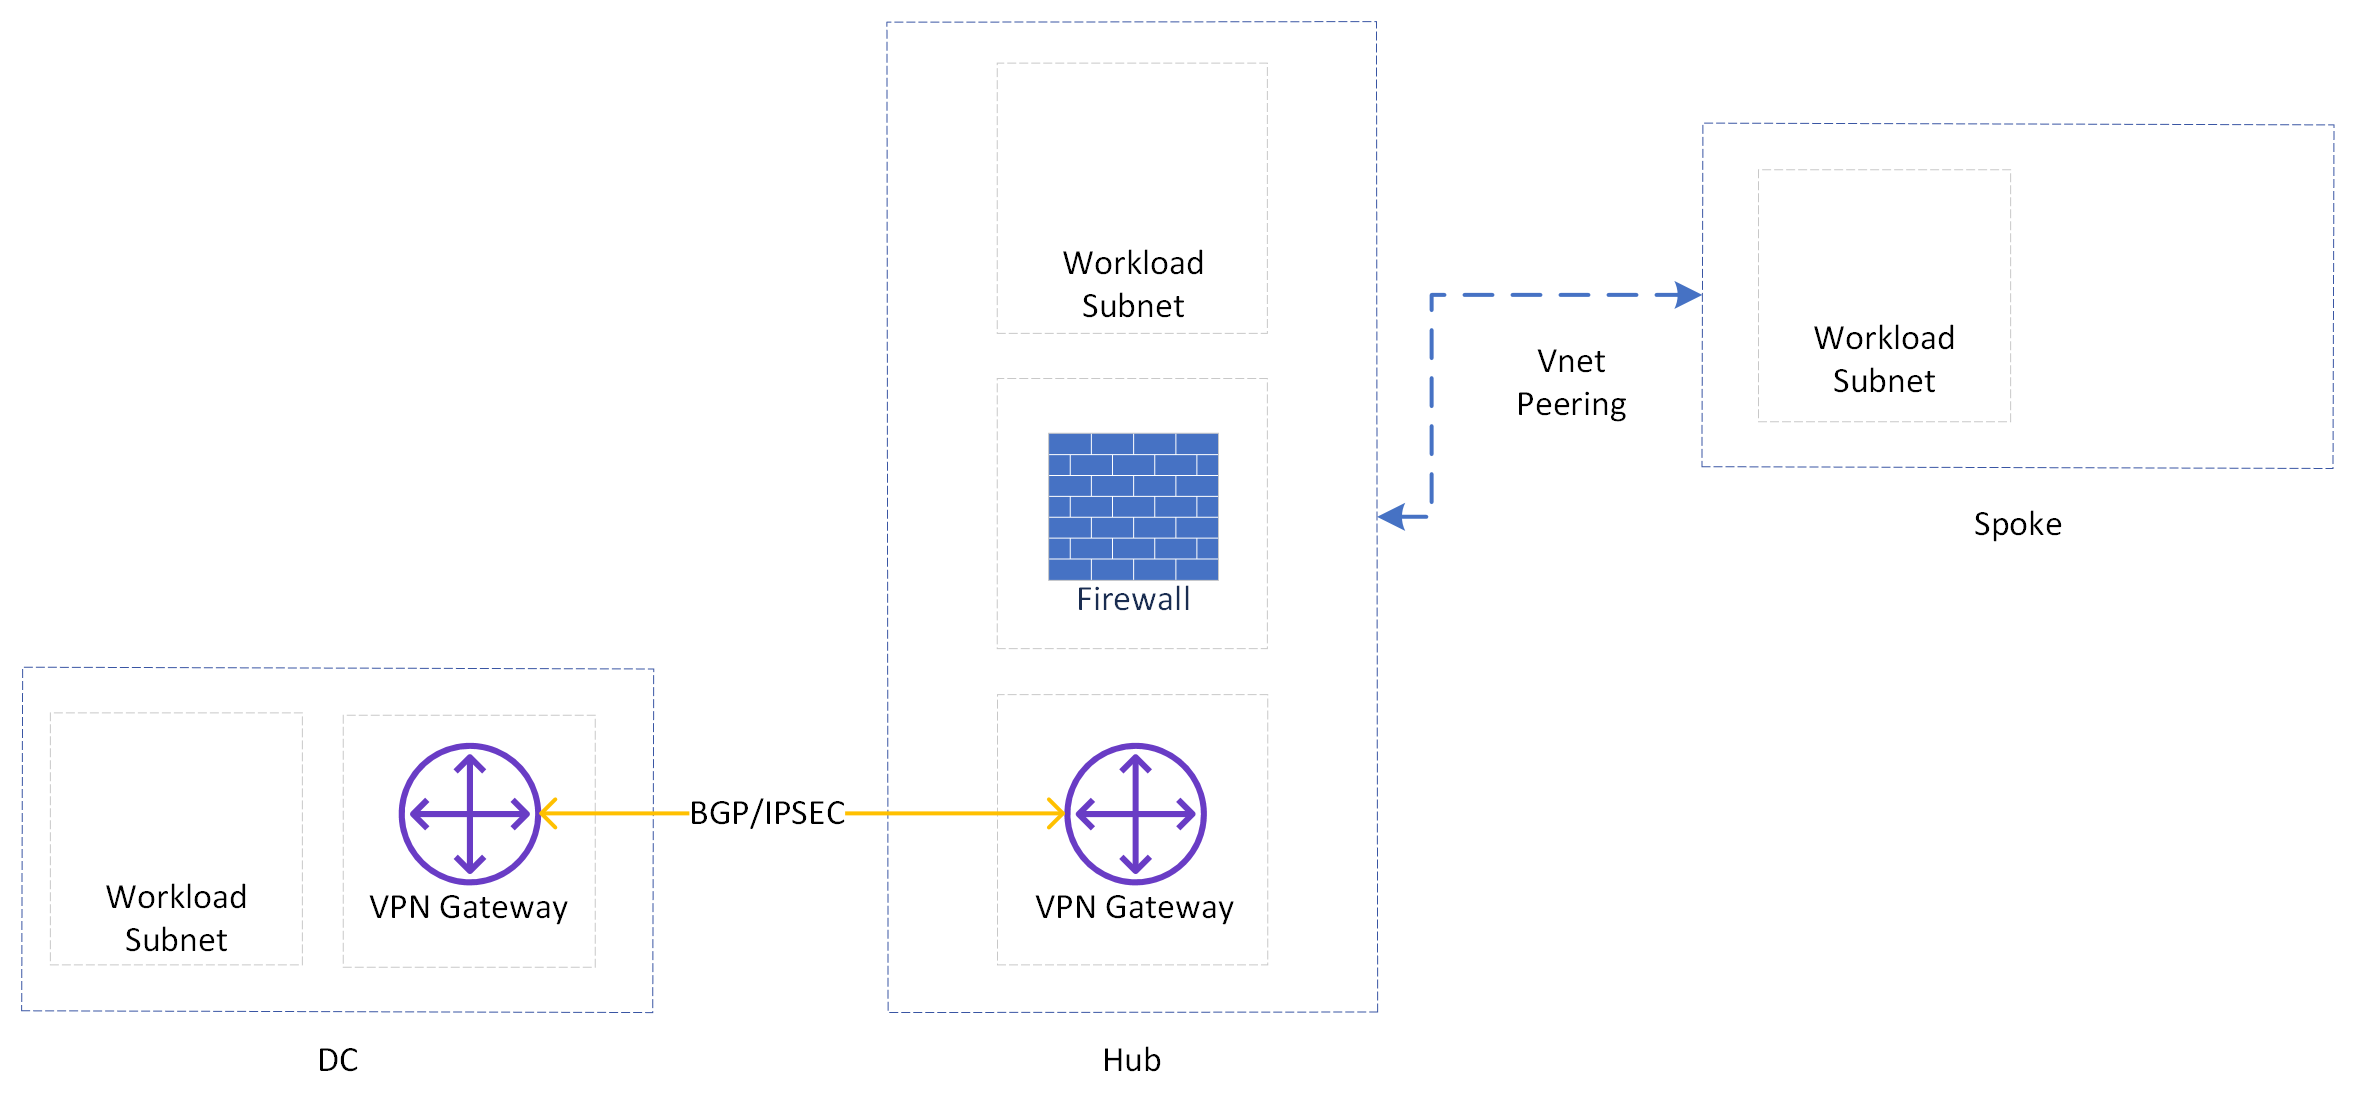 Workload
Subnet
Firewall
VPN Gateway
Hub
Vnet
Peering
Workload
Subnet
Spoke
Workload
Subnet
VPN Gateway
BGP/IPSEC
DC